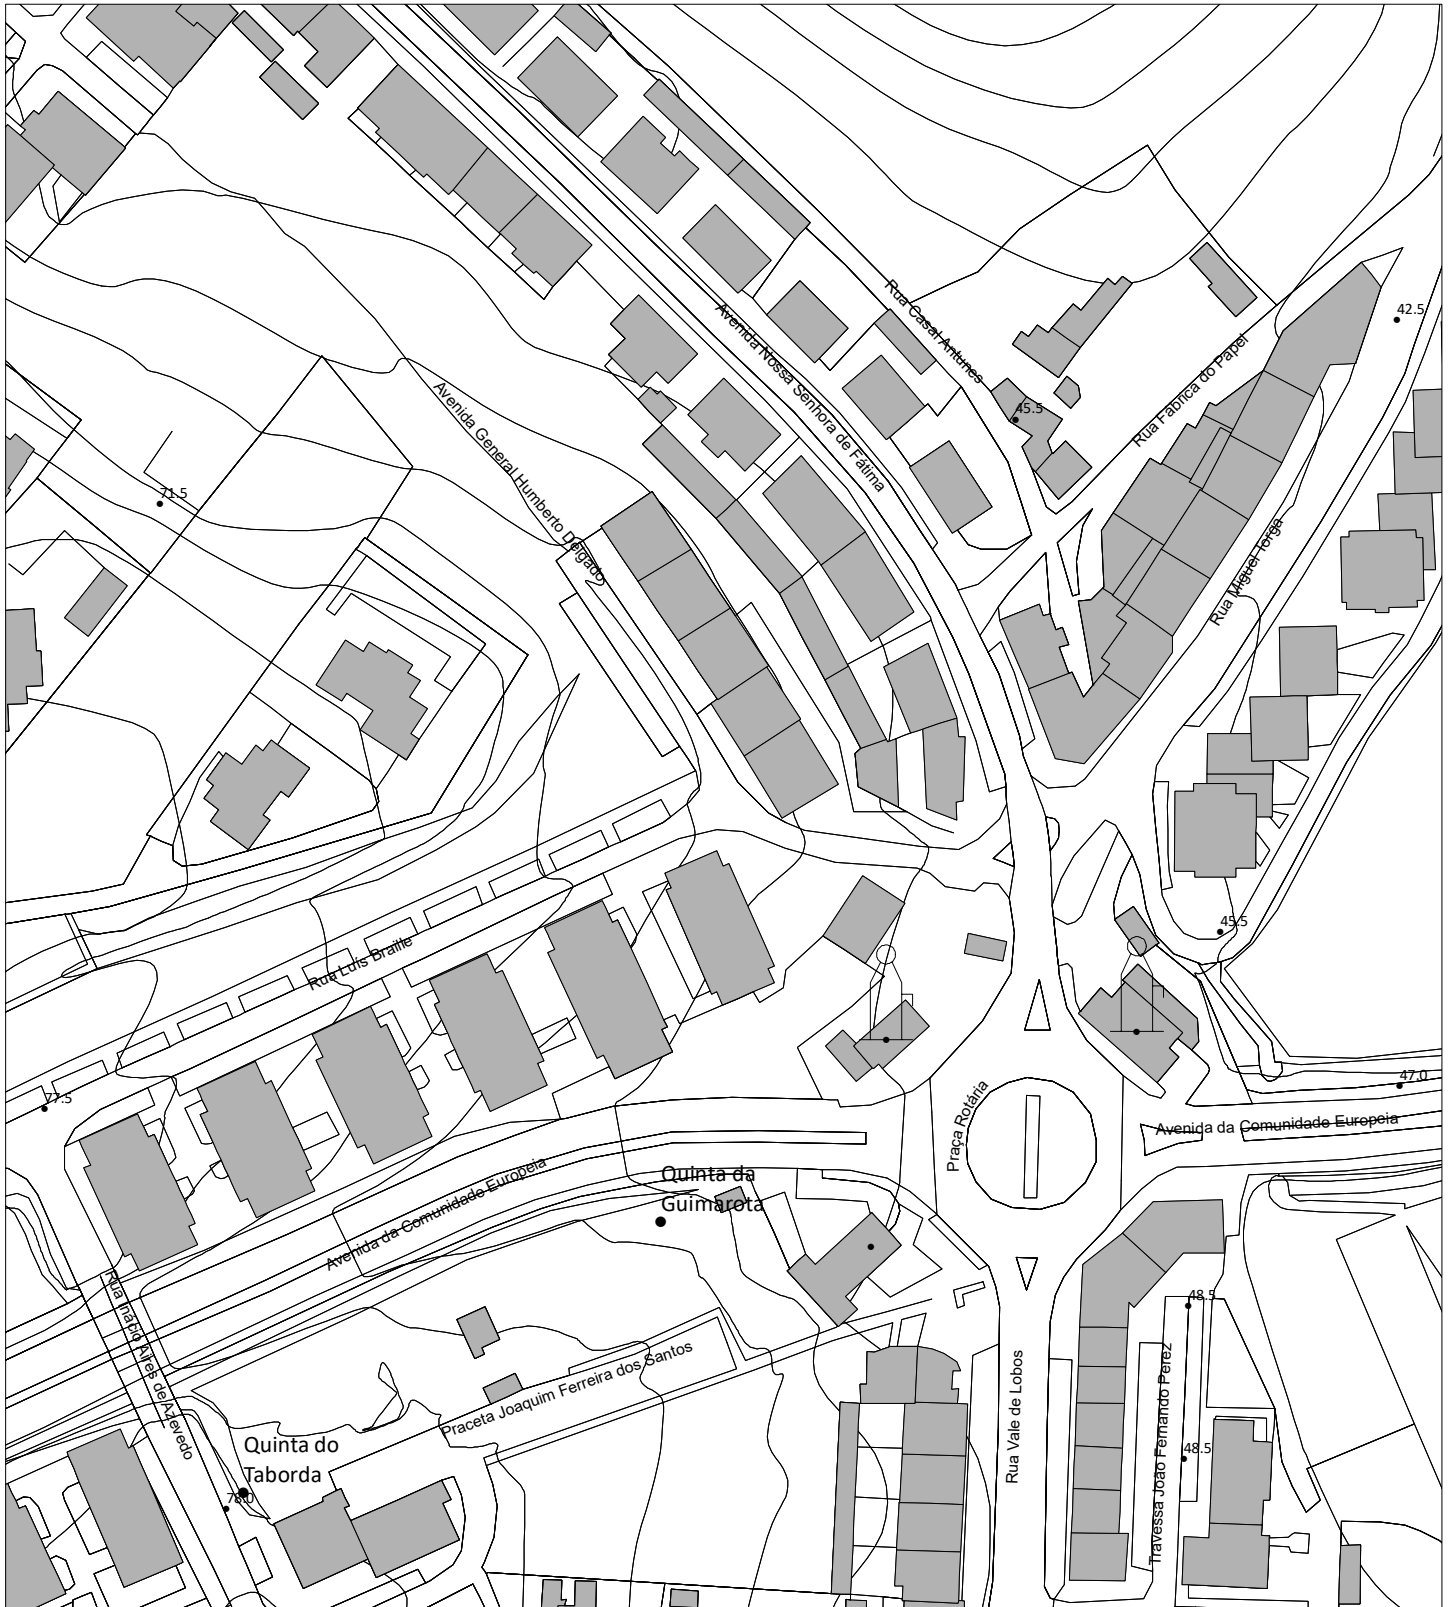 42.5
Rua Casal Antunes
Avenida Nossa Senhora de Fátima
Rua Fábrica do Papel
Avenida General Humberto Delgado
45.5
71.5
Rua Miguel Torga
45.5
Rua Luis Braille
77.5
47.0
Praça Rotária
Avenida da Comunidade Europeia
Avenida da Comunidade Europeia
Quinta da
Guimarota
Rua Inácio Aires de Azevedo
48.5
Praceta Joaquim Ferreira dos Santos
Rua Vale de Lobos
Travessa João Fernando Perez
48.5
Quinta do
Taborda
78.0